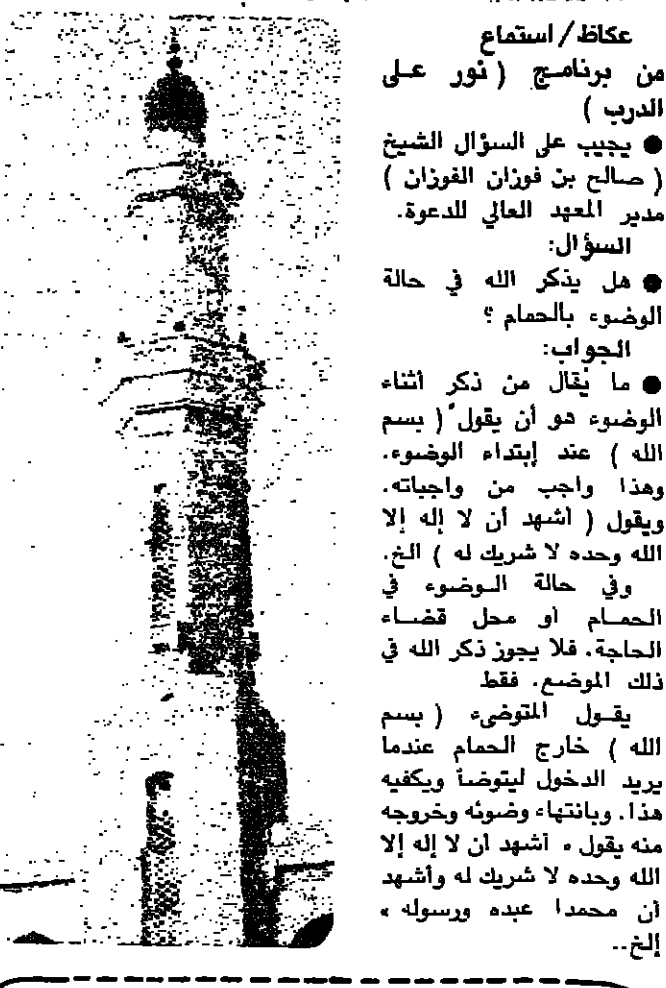 عكاظ / استماع
من برنامج ( نور على
الدرب )
● يجيب على السؤال الشيخ
( صالح بن فوزان الفوزان )
مدير المعهد العالي للدعوة.
السؤال:
● هل يذكر الله في حالة
الوضوء بالحمام ؟
الجواب:
● ما يقال من ذكر أثناء
الوضوء هو أن يقول ( بسم
الله ) عند إبتداء الوضوء.
وهذا واجب من واجباته.
ويقول ( أشهد أن لا إله إلا
الله وحده لا شريك له ) الخ.
وفي حالة الوضوء في
الحمام أو محل قضاء
الحاجة. فلا يجوز ذكر الله في
ذلك الموضع. فقط
يقول المتوضىء ( بسم
الله ) خارج الحمام عندما
يريد الدخول ليتوضأ ويكفيه
هذا. وبانتهاء وضوئه وخروجه
منه يقول « أشهد أن لا إله إلا
الله وحده لا شريك له وأشهد
أن محمدا عبده ورسوله »
إلخ..